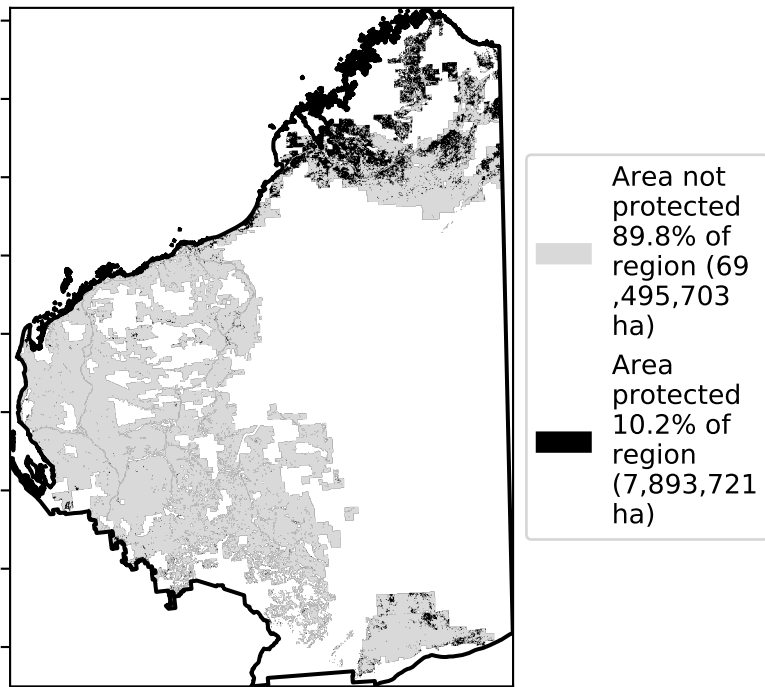 Area not
protected
89.8% of
region (69
,495,703
ha)
Area
protected
10.2% of
region
(7,893,721
ha)